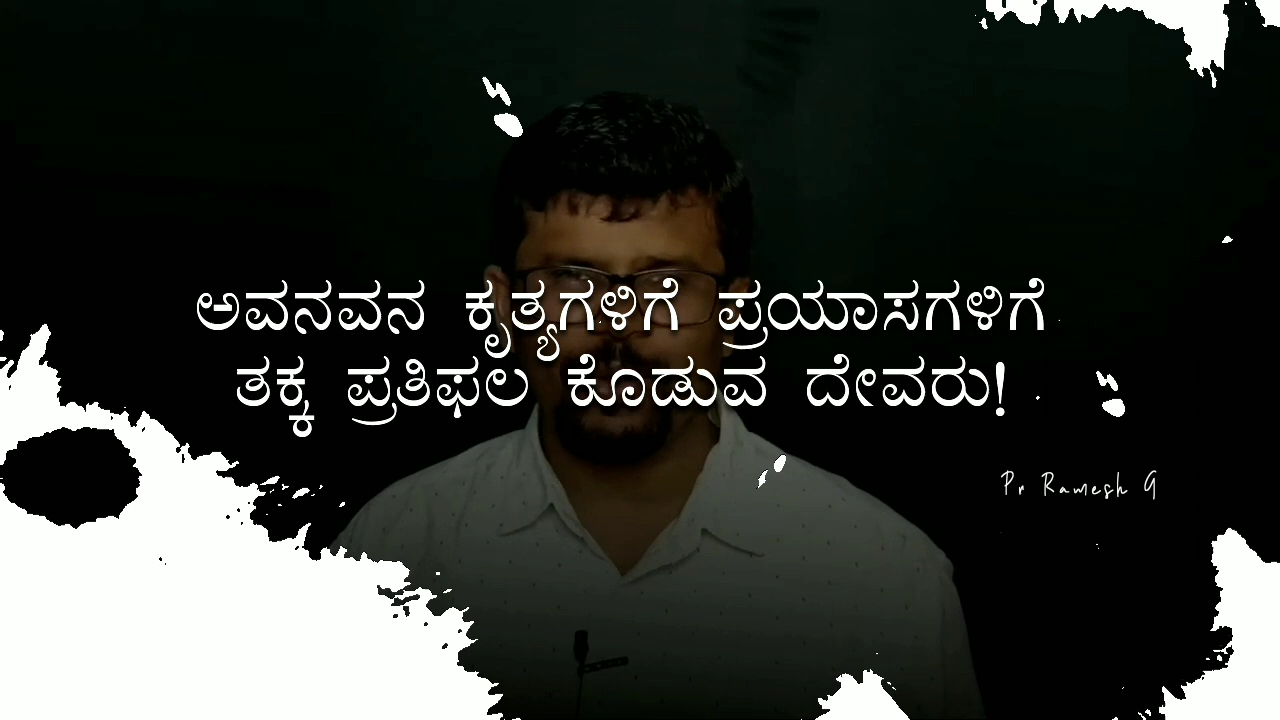 ಅವನವನ ಕೃತ್ಯಗಳಿಗೆ ಪ್ರಯಾಸಗಳಿಗೆ
ತಕ್ಕ ಪ್ರತಿಫಲ ಕೊಡುವ ದೇವರು!
Pr Ramesh G